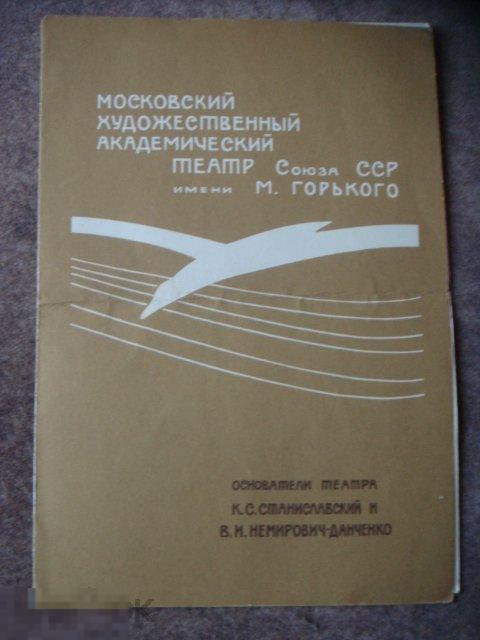 МОСКОВСКИЙ
ХУДОЖЕСТВЕННЫЙ
АКАДЕМИЧЕСКИЙ
ТЕАТР Союза ССР
ИМЕНИ М. ГОРЬКОГО
ОСНОВАТЕЛИ ТЕАТРА
К.С.СТАНИСЛАВСКИЙ И
В.И.НЕМИРОВИЧ-ДАНЧЕНКО